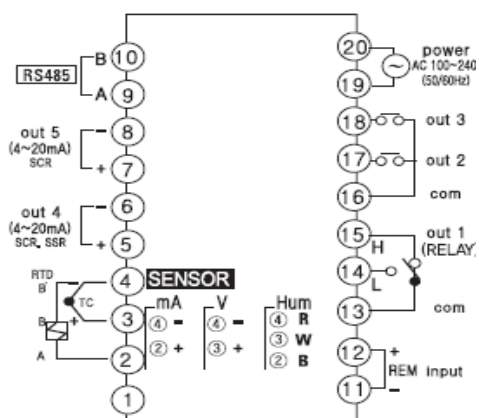 B 10
RS485
A 9
out 5 - 8
(4~20mA)
SCR + 7
out 4 - 6
(4~20mA)
SCR, SSR + 5
RTD
B' - 4 SENSOR
TC
B + 3
A 2
1
mA V Hum
④ - ④ - ④ R
② + ③ + ③ W
② B
20 power
AC 100~240
19 (50/60Hz)
18 out 3
17 out 2
16 com
15 H out 1
(RELAY)
14 L
13 com
12 +
REM input
11 -